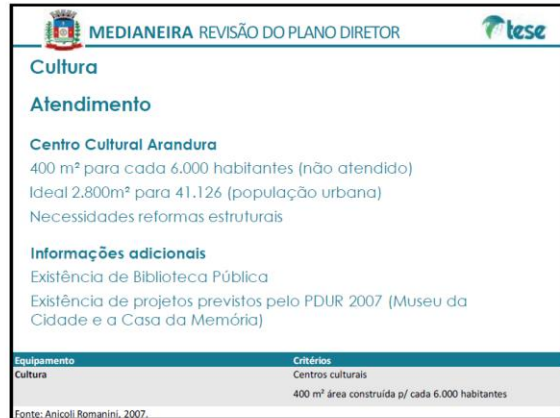 MEDIANEIRA REVISÃO DO PLANO DIRETOR
tese
Cultura
Atendimento
Centro Cultural Arandura
400 m² para cada 6.000 habitantes (não atendido)
Ideal 2.800m² para 41.126 (população urbana)
Necessidades reformas estruturais
Informações adicionais
Existência de Biblioteca Pública
Existência de projetos previstos pelo PDUR 2007 (Museu da
Cidade e a Casa da Memória)
Equipamento Critérios
Cultura Centros culturais
400 m² área construída p/ cada 6.000 habitantes
Fonte: Anicoli Romanini, 2007.